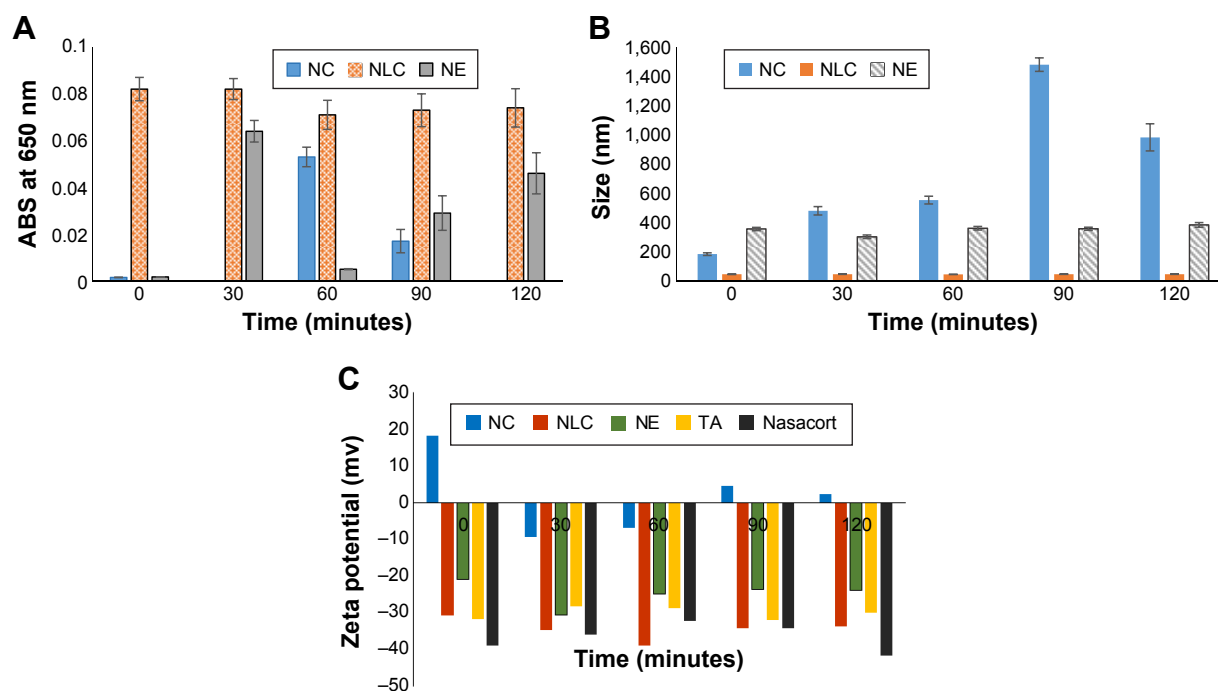 A
0.1
0.08
0.06
0.04
0.02
0
ABS at 650 nm
NC NLC NE
0 30 60 90 120
Time (minutes)
B
1,600
1,400
1,200
1,000
800
600
400
200
0
Size (nm)
NC NLC NE
0 30 60 90 120
Time (minutes)
C
30
20
10
0
–10
–20
–30
–40
–50
Zeta potential (mv)
NC NLC NE TA Nasacort
0 30 60 90 120
Time (minutes)